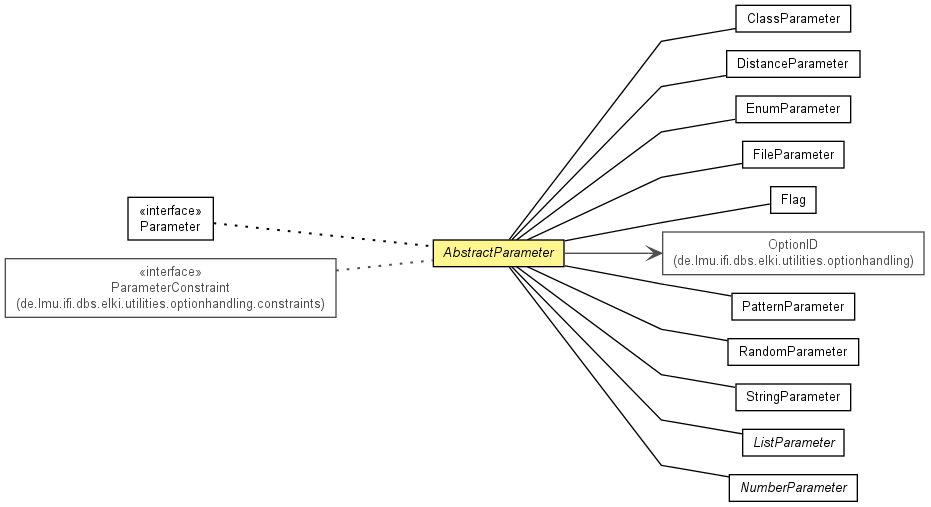 «interface»
Parameter
«interface»
ParameterConstraint
(de.lmu.ifi.dbs.elki.utilities.optionhandling.constraints)
AbstractParameter
ClassParameter
DistanceParameter
EnumParameter
FileParameter
Flag
OptionID
(de.lmu.ifi.dbs.elki.utilities.optionhandling)
PatternParameter
RandomParameter
StringParameter
ListParameter
NumberParameter